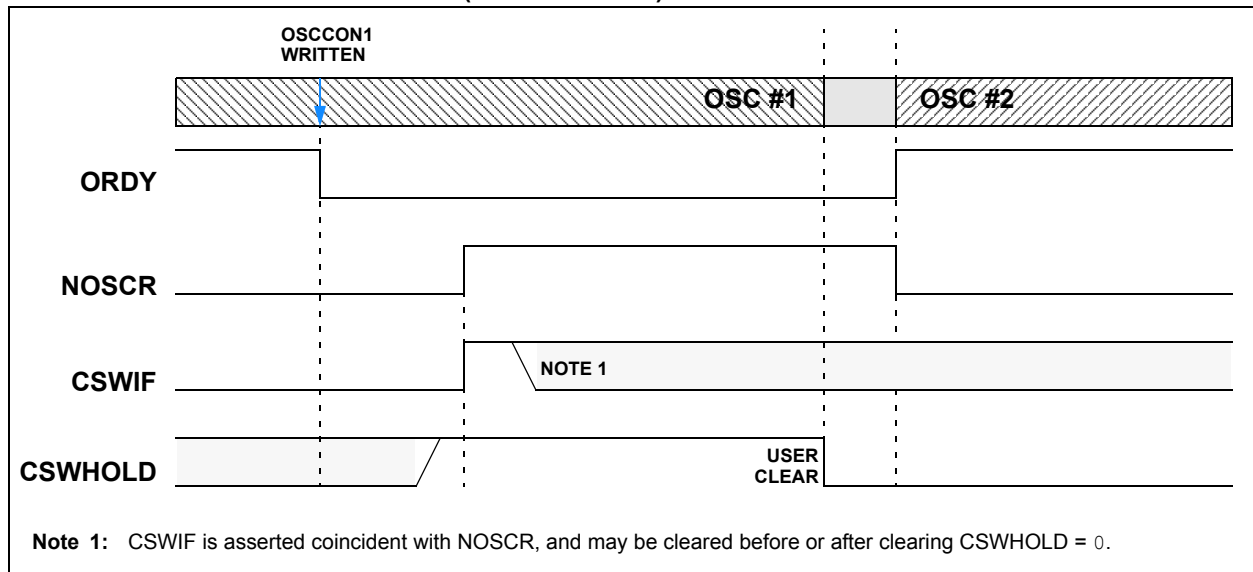 OSCCON1
WRITTEN
OSC #1
OSC #2
ORDY
NOSCR
CSWIF
NOTE 1
CSWHOLD
USER
CLEAR
Note 1: CSWIF is asserted coincident with NOSCR, and may be cleared before or after clearing CSWHOLD = 0.